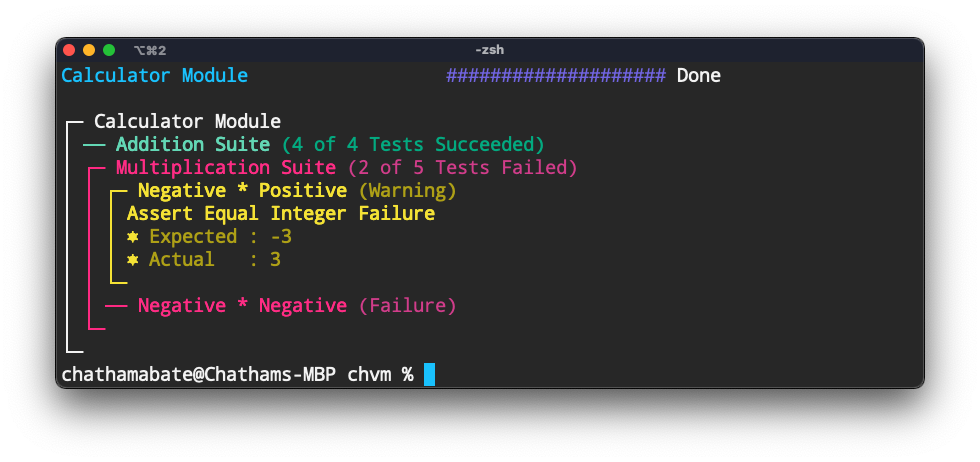 ⌥⌘2 -zsh
Calculator Module #################### Done
Calculator Module
Addition Suite (4 of 4 Tests Succeeded)
Multiplication Suite (2 of 5 Tests Failed)
Negative * Positive (Warning)
Assert Equal Integer Failure
* Expected : -3
* Actual   : 3
Negative * Negative (Failure)
chathamabate@Chathams-MBP chvm %